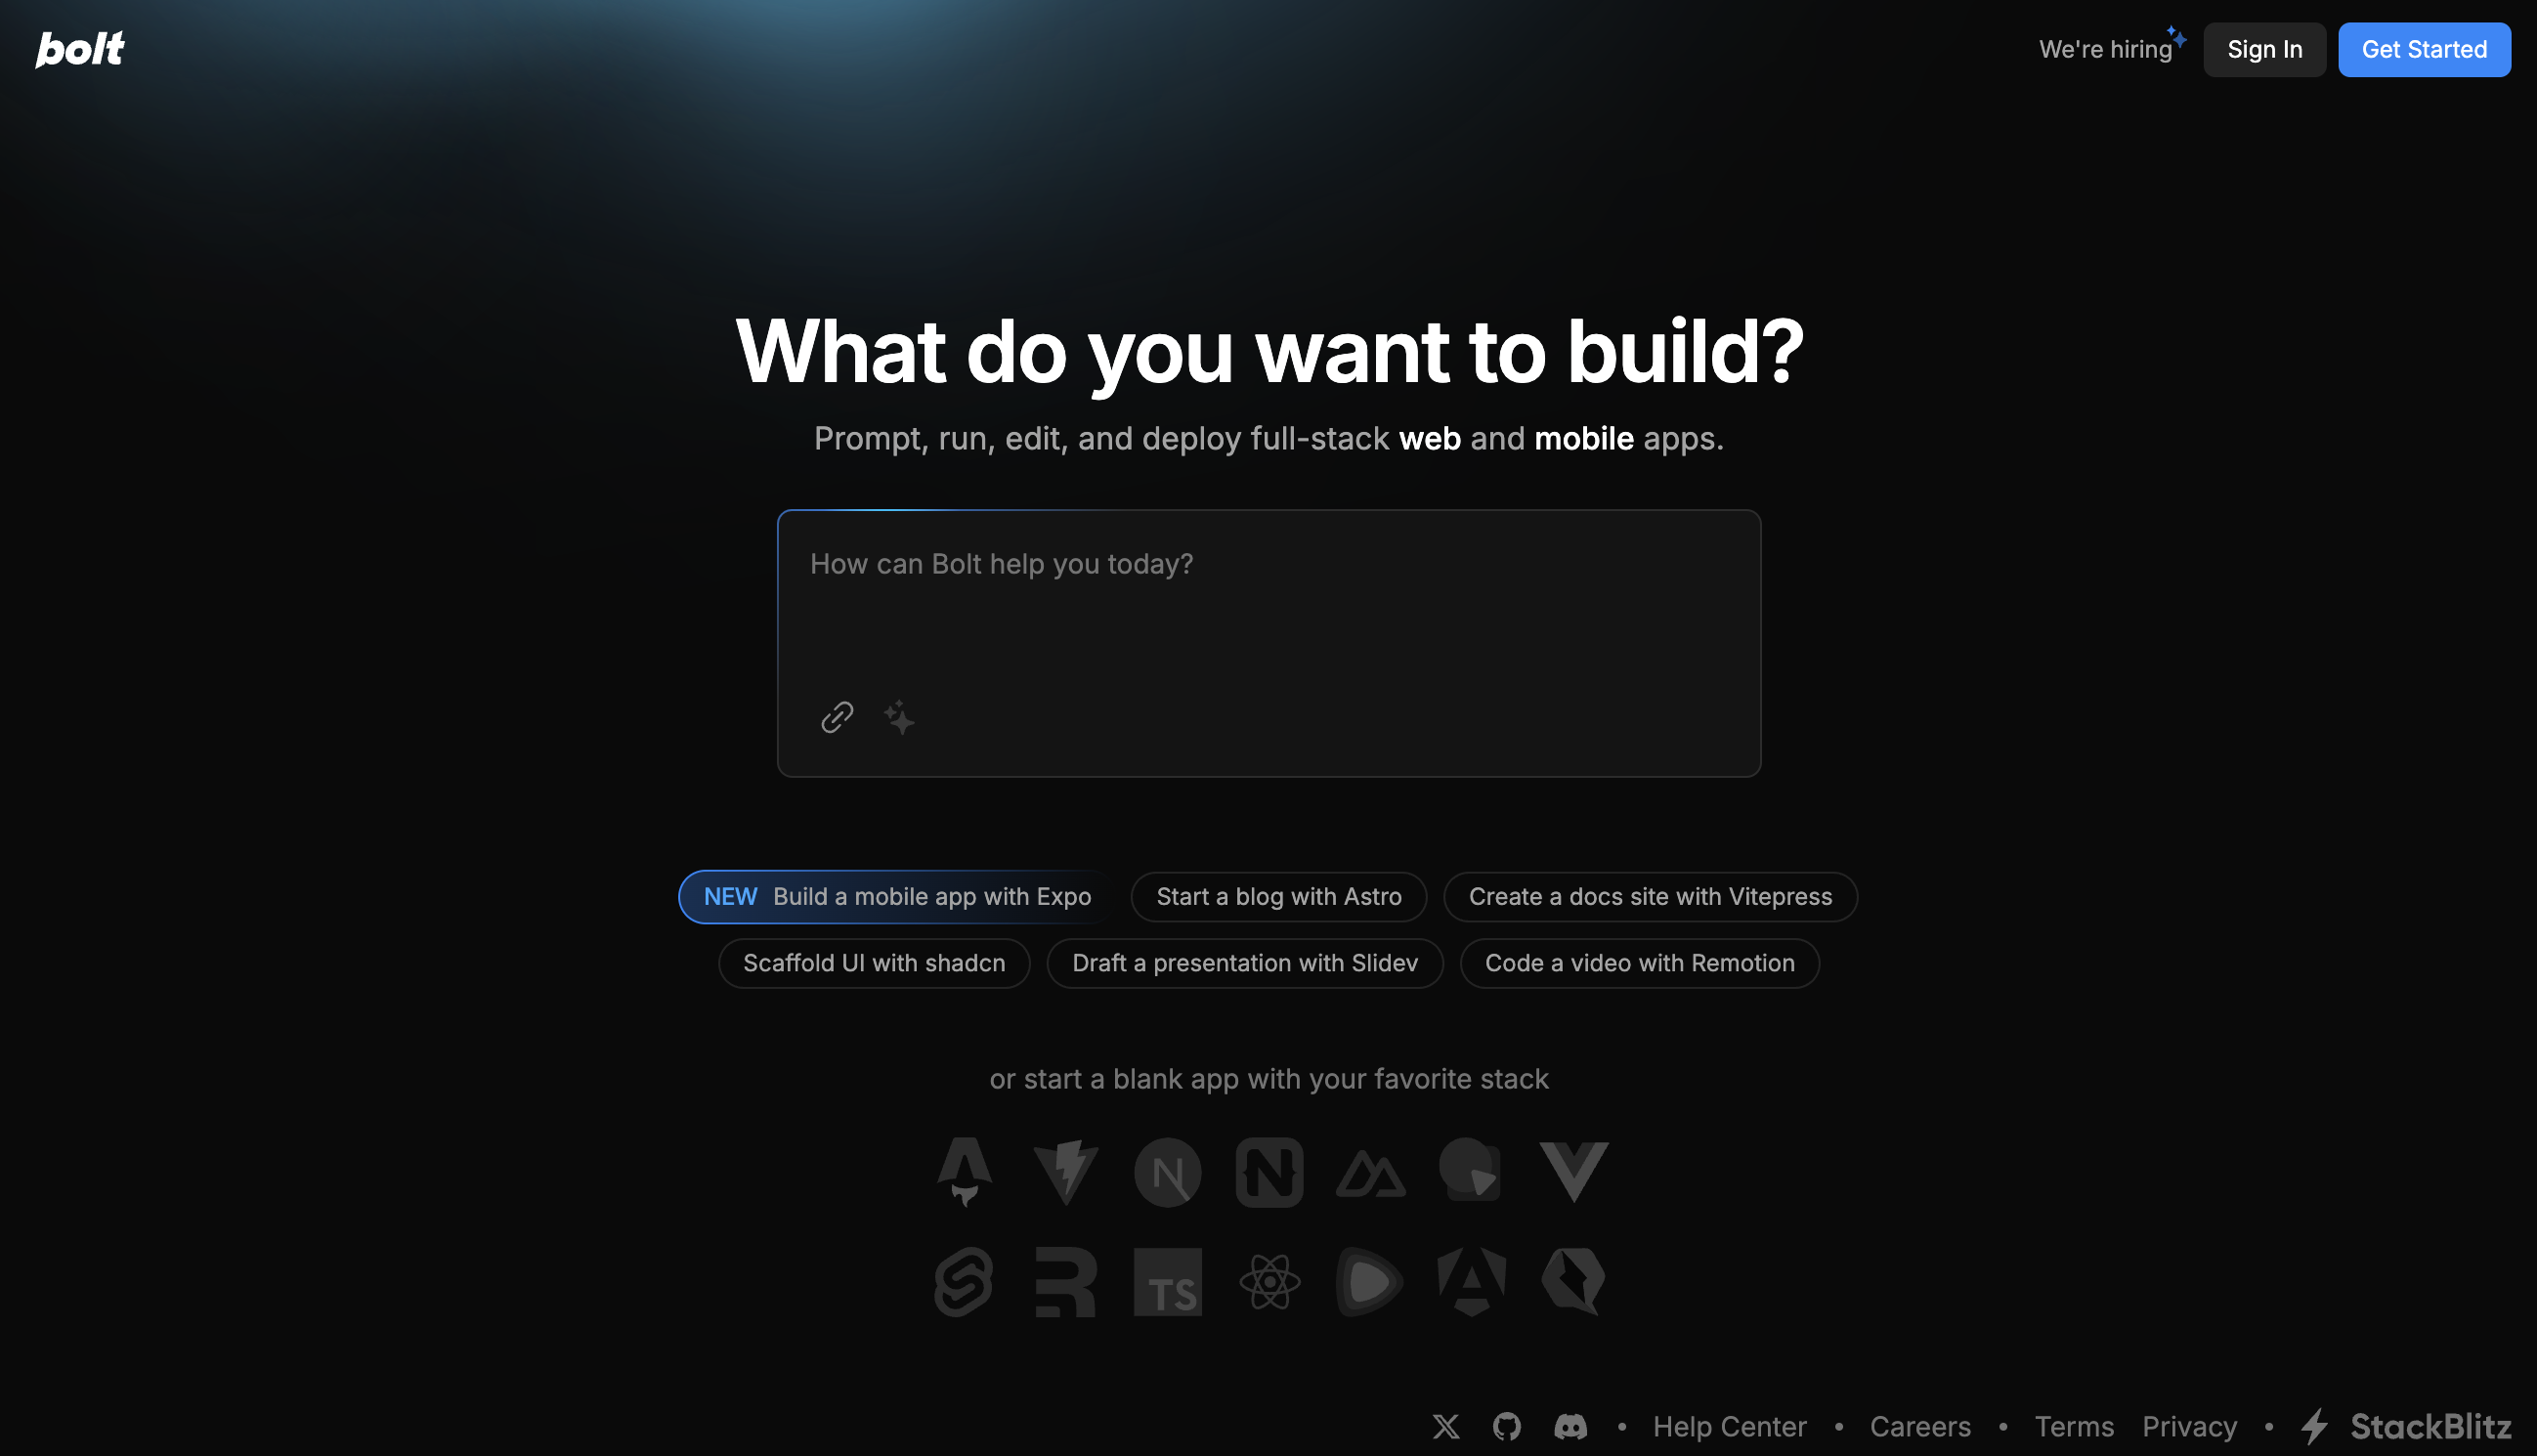 bolt
We're hiring
Sign In
Get Started
What do you want to build?
Prompt, run, edit, and deploy full-stack web and mobile apps.
How can Bolt help you today?
NEW Build a mobile app with Expo
Start a blog with Astro
Create a docs site with Vitepress
Scaffold UI with shadcn
Draft a presentation with Slidev
Code a video with Remotion
or start a blank app with your favorite stack
N
N
TS
• Help Center • Careers • Terms Privacy • StackBlitz